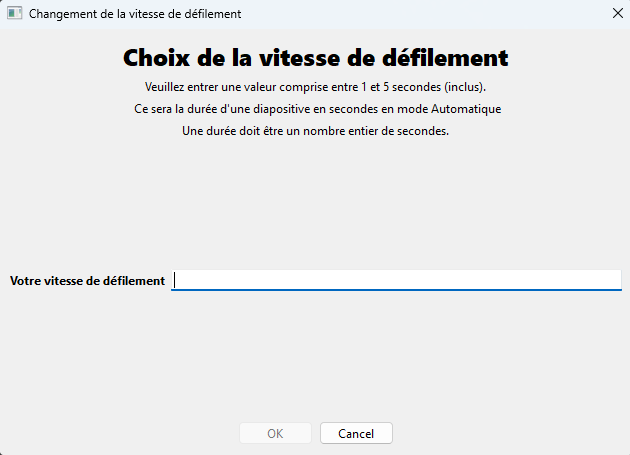 Changement de la vitesse de défilement
Choix de la vitesse de défilement
Veuillez entrer une valeur comprise entre 1 et 5 secondes (inclus).
Ce sera la durée d'une diapositive en secondes en mode Automatique
Une durée doit être un nombre entier de secondes.
Votre vitesse de défilement
OK
Cancel